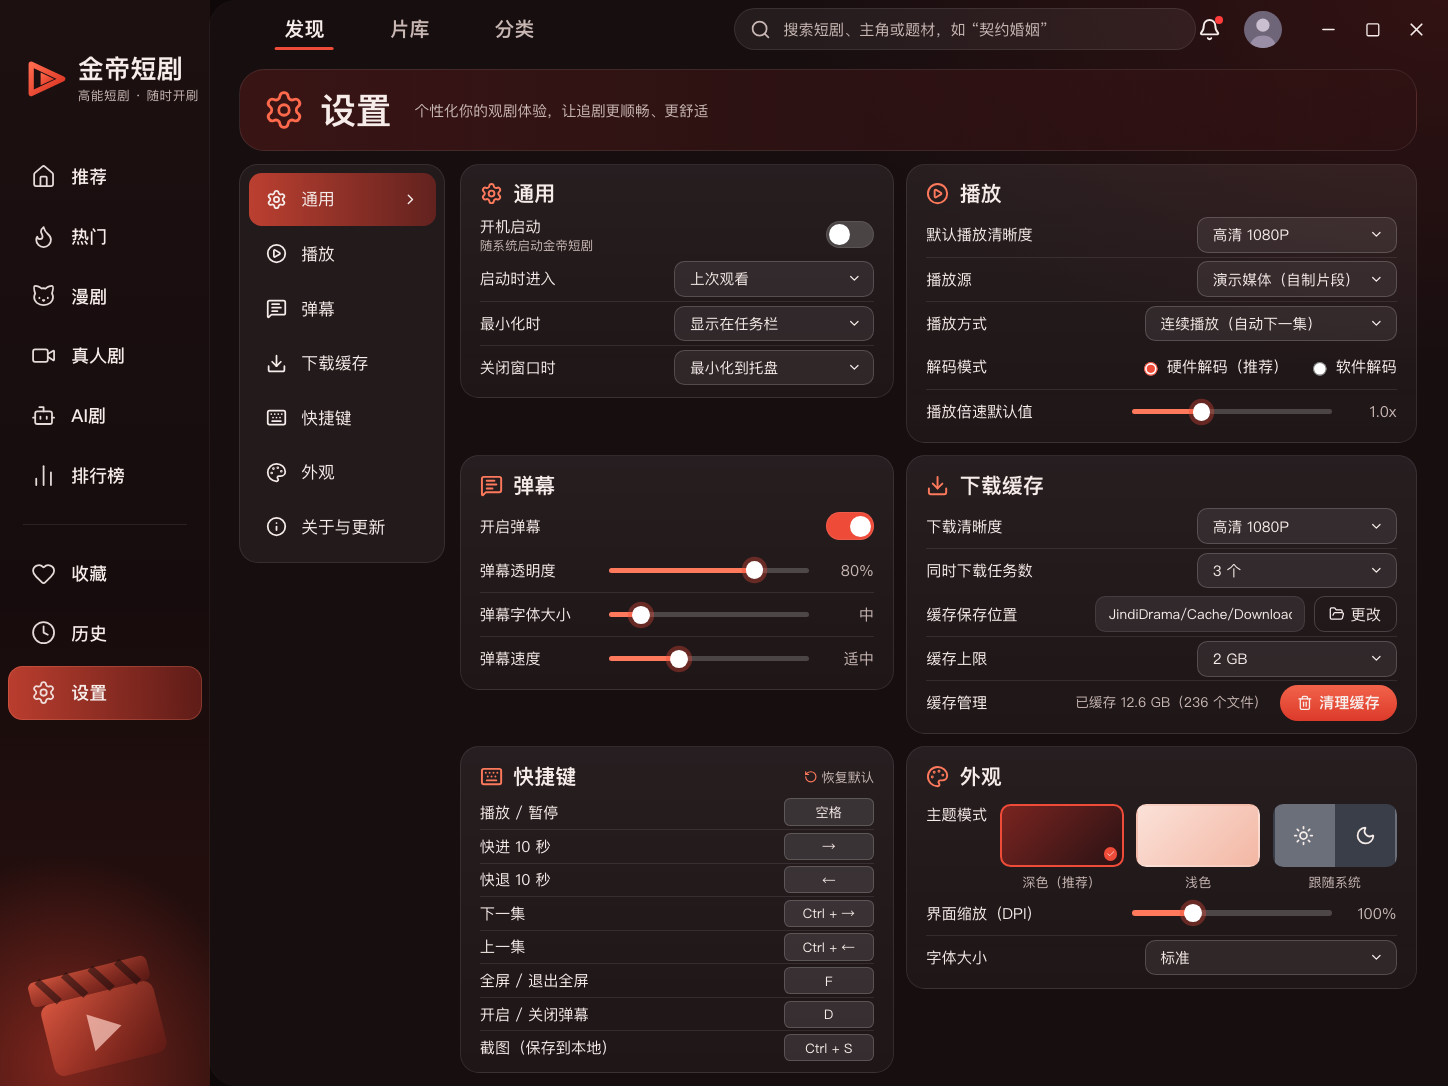 金帝短剧
高能短剧 · 随时开刷
推荐
热门
漫剧
真人剧
AI剧
排行榜
收藏
历史
设置
发现
片库
分类
搜索短剧、主角或题材，如 “契约婚姻”
设置
个性化你的观剧体验，让追剧更顺畅、更舒适
通用
播放
弹幕
下载缓存
快捷键
外观
关于与更新
通用
开机启动
随系统启动金帝短剧
启动时进入 上次观看
最小化时 显示在任务栏
关闭窗口时 最小化到托盘
播放
默认播放清晰度 高清 1080P
播放源 演示媒体（自制片段）
播放方式 连续播放（自动下一集）
解码模式 硬件解码（推荐） 软件解码
播放倍速默认值 1.0x
弹幕
开启弹幕
弹幕透明度 80%
弹幕字体大小 中
弹幕速度 适中
下载缓存
下载清晰度 高清 1080P
同时下载任务数 3 个
缓存保存位置 JindiDrama/Cache/Download 更改
缓存上限 2 GB
缓存管理 已缓存 12.6 GB（236 个文件） 清理缓存
快捷键 恢复默认
播放 / 暂停 空格
快进 10 秒 →
快退 10 秒 ←
下一集 Ctrl + →
上一集 Ctrl + ←
全屏 / 退出全屏 F
开启 / 关闭弹幕 D
截图（保存到本地） Ctrl + S
外观
主题模式
深色（推荐） 浅色 跟随系统
界面缩放（DPI） 100%
字体大小 标准